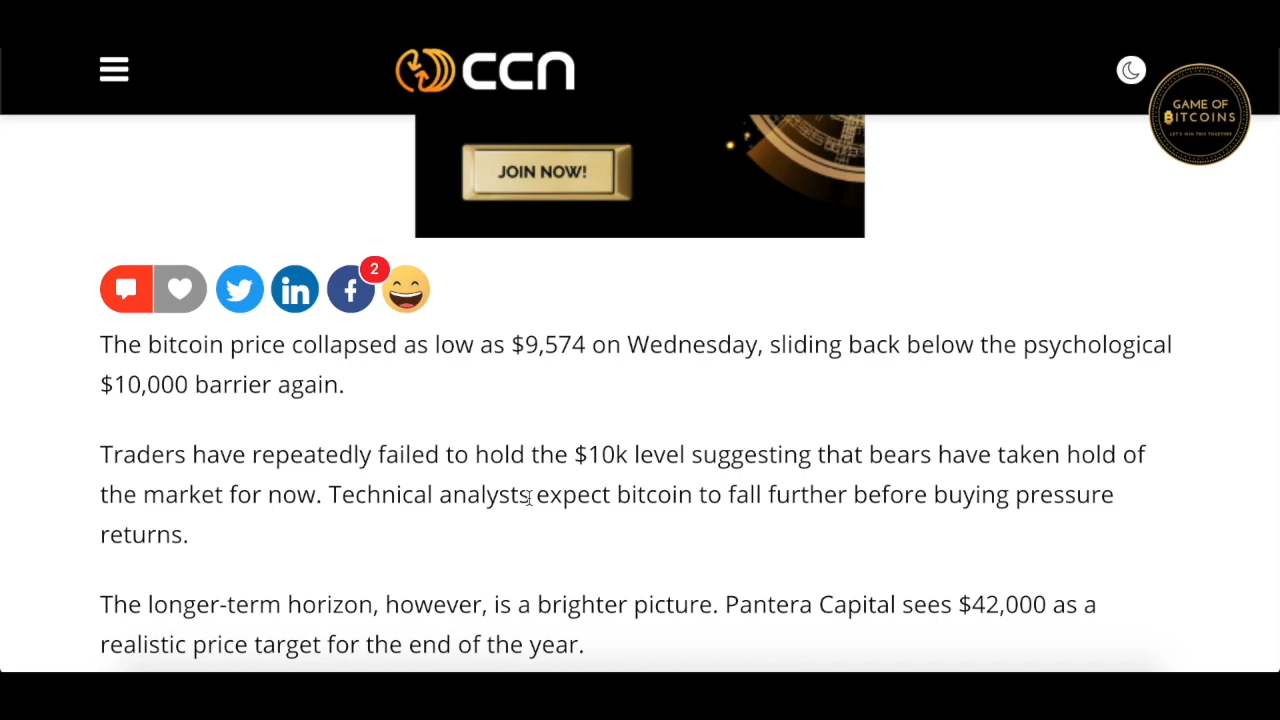 CCN
GAME OF
BITCOINS
LET'S WIN THIS TOGETHER
JOIN NOW!
2
The bitcoin price collapsed as low as $9,574 on Wednesday, sliding back below the psychological
$10,000 barrier again.
Traders have repeatedly failed to hold the $10k level suggesting that bears have taken hold of
the market for now. Technical analysts expect bitcoin to fall further before buying pressure
returns.
The longer-term horizon, however, is a brighter picture. Pantera Capital sees $42,000 as a
realistic price target for the end of the year.